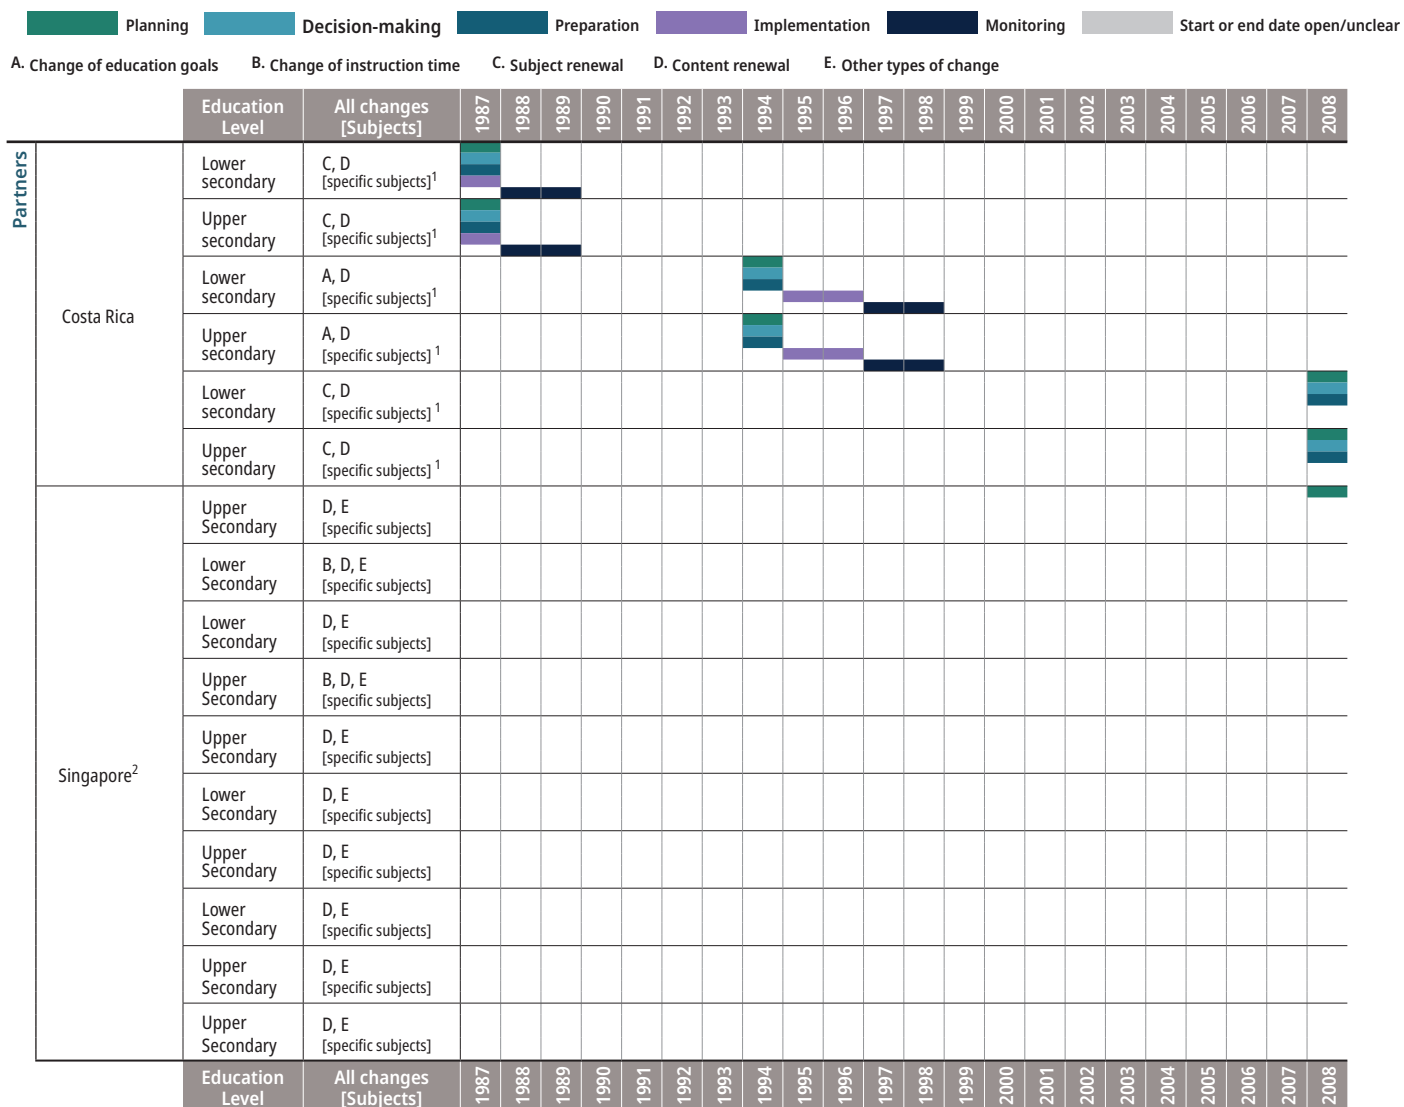 Planning Decision-making Preparation Implementation Monitoring Start or end date open/unclear
A. Change of education goals B. Change of instruction time C. Subject renewal D. Content renewal E. Other types of change
Education Level All changes [Subjects] 1987 1988 1989 1990 1991 1992 1993 1994 1995 1996 1997 1998 1999 2000 2001 2002 2003 2004 2005 2006 2007 2008
Partners
Costa Rica
Lower secondary C, D [specific subjects]1
Upper secondary C, D [specific subjects]1
Lower secondary A, D [specific subjects]1
Upper secondary A, D [specific subjects] 1
Lower secondary C, D [specific subjects] 1
Upper secondary C, D [specific subjects] 1
Singapore2
Upper Secondary D, E [specific subjects]
Lower Secondary B, D, E [specific subjects]
Lower Secondary D, E [specific subjects]
Upper Secondary B, D, E [specific subjects]
Upper Secondary D, E [specific subjects]
Lower Secondary D, E [specific subjects]
Upper Secondary D, E [specific subjects]
Lower Secondary D, E [specific subjects]
Upper Secondary D, E [specific subjects]
Upper Secondary D, E [specific subjects]
Education Level All changes [Subjects] 1987 1988 1989 1990 1991 1992 1993 1994 1995 1996 1997 1998 1999 2000 2001 2002 2003 2004 2005 2006 2007 2008